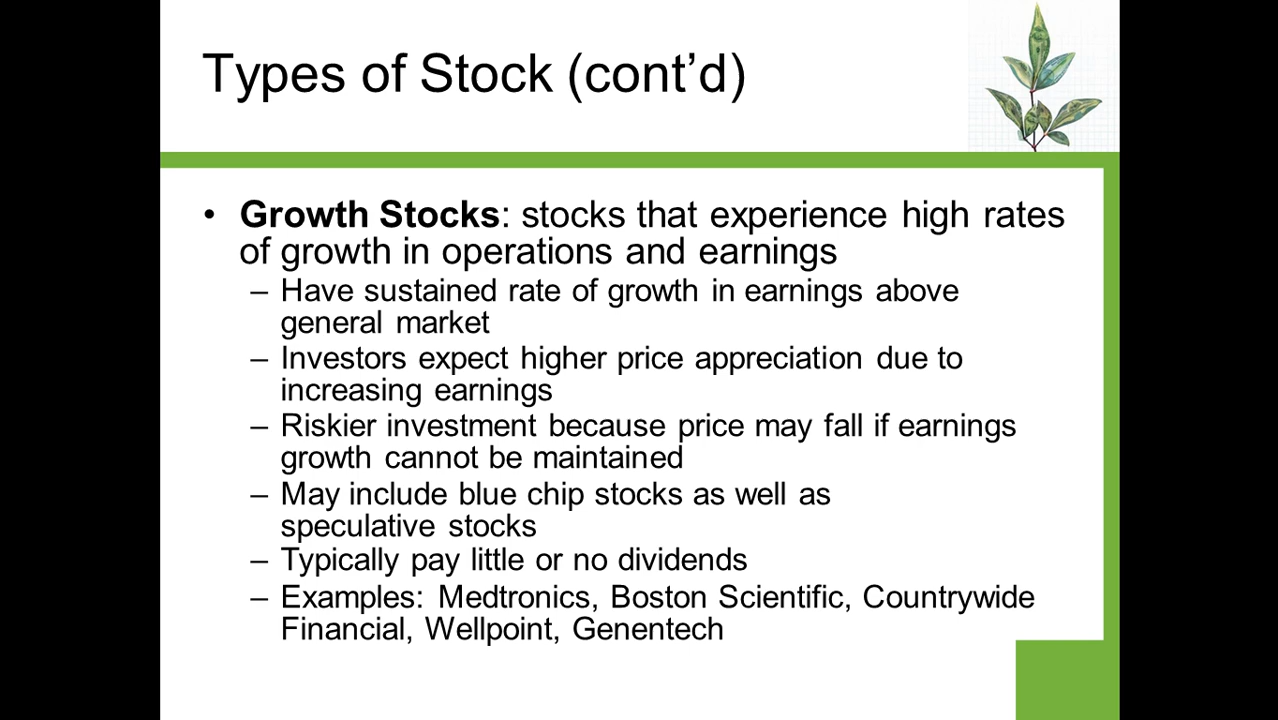 Types of Stock (cont’d)
• Growth Stocks: stocks that experience high rates
of growth in operations and earnings
– Have sustained rate of growth in earnings above
general market
– Investors expect higher price appreciation due to
increasing earnings
– Riskier investment because price may fall if earnings
growth cannot be maintained
– May include blue chip stocks as well as
speculative stocks
– Typically pay little or no dividends
– Examples: Medtronics, Boston Scientific, Countrywide
Financial, Wellpoint, Genentech